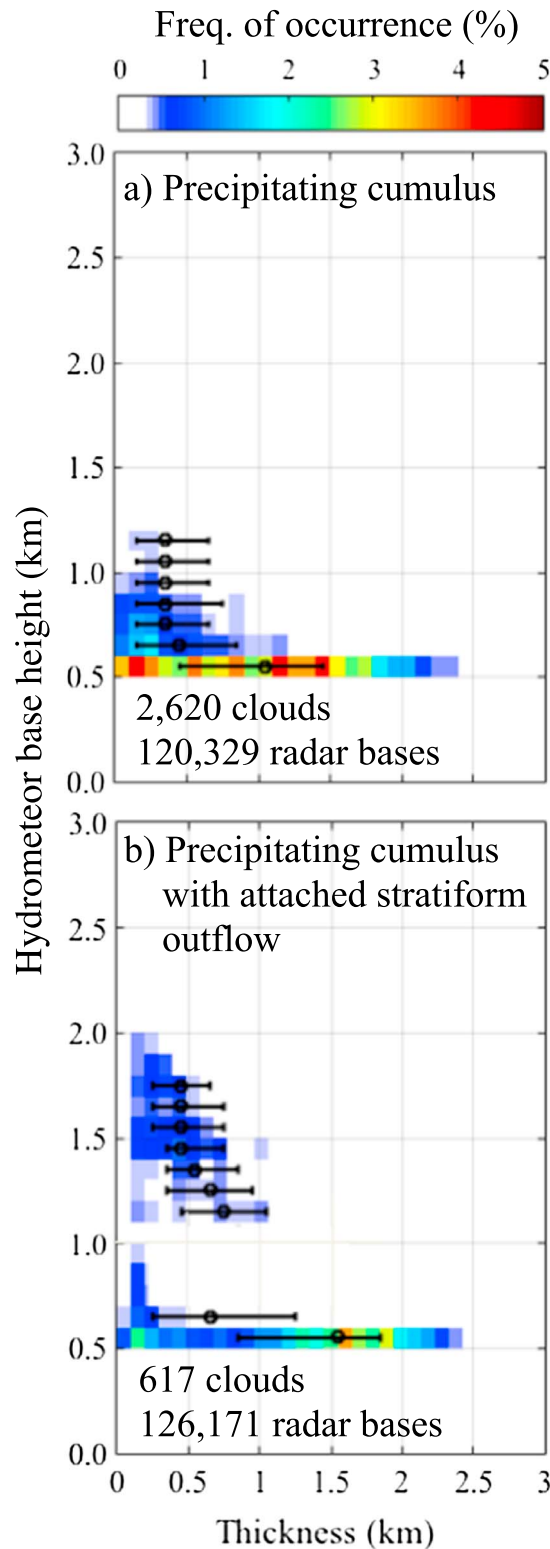 Freq. of occurrence (%)
0 1 2 3 4 5
3.0
a) Precipitating cumulus
2.5
2.0
1.5
1.0
0.5
2,620 clouds
120,329 radar bases
0.0
Hydrometeor base height (km)
3.0
b) Precipitating cumulus
with attached stratiform
outflow
2.5
2.0
1.5
1.0
0.5
617 clouds
126,171 radar bases
0.0
0 0.5 1 1.5 2 2.5 3
Thickness (km)